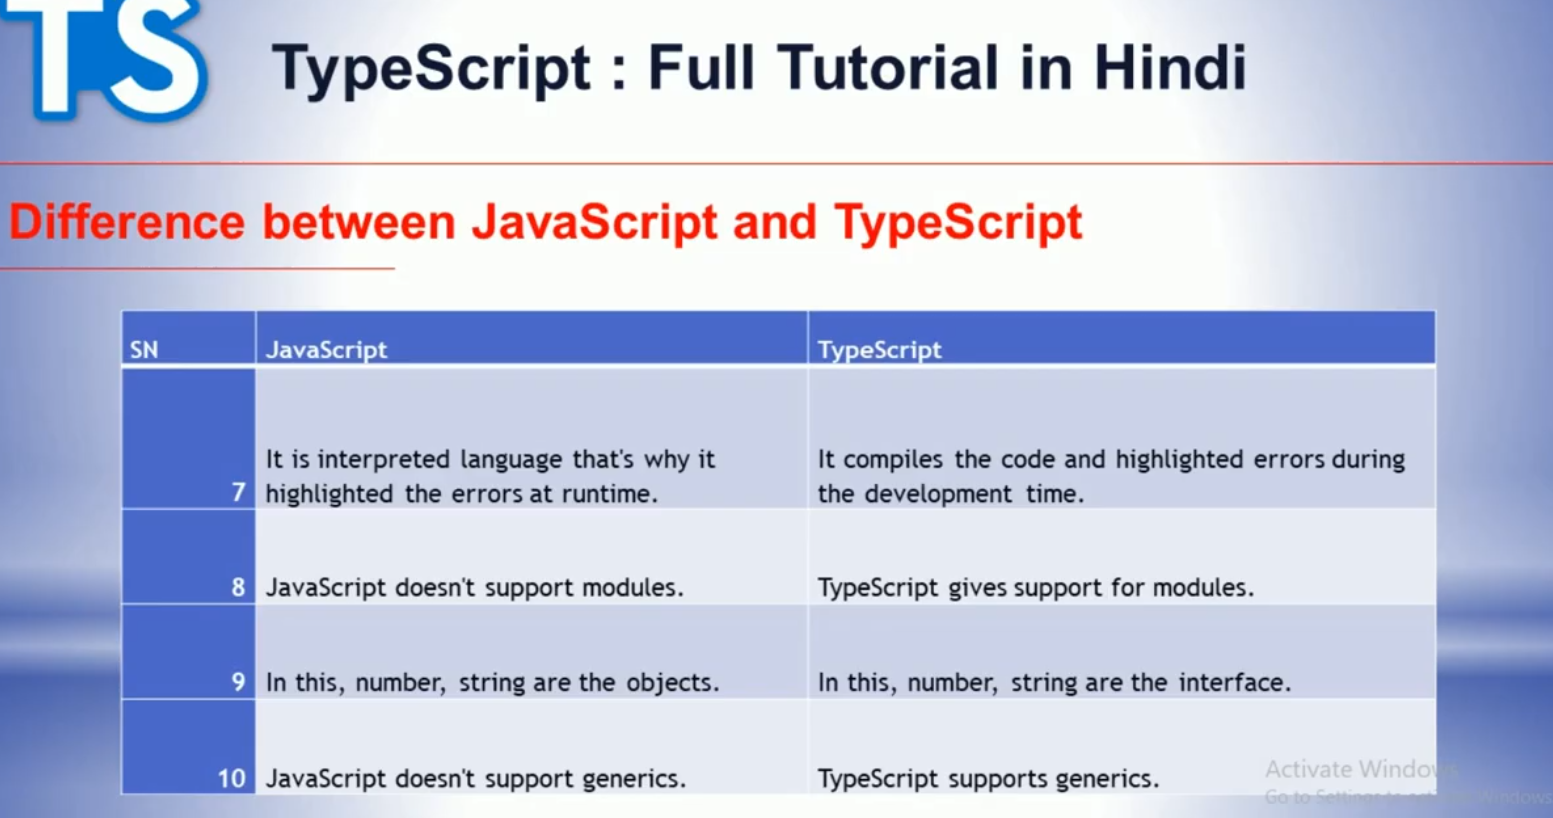 TS
TypeScript : Full Tutorial in Hindi
Difference between JavaScript and TypeScript
SN JavaScript TypeScript
It is interpreted language that's why it It compiles the code and highlighted errors during
7 highlighted the errors at runtime. the development time.
8 JavaScript doesn't support modules. TypeScript gives support for modules.
9 In this, number, string are the objects. In this, number, string are the interface.
10 JavaScript doesn't support generics. TypeScript supports generics.
Activate Windows
Go to Settings to activate Windows